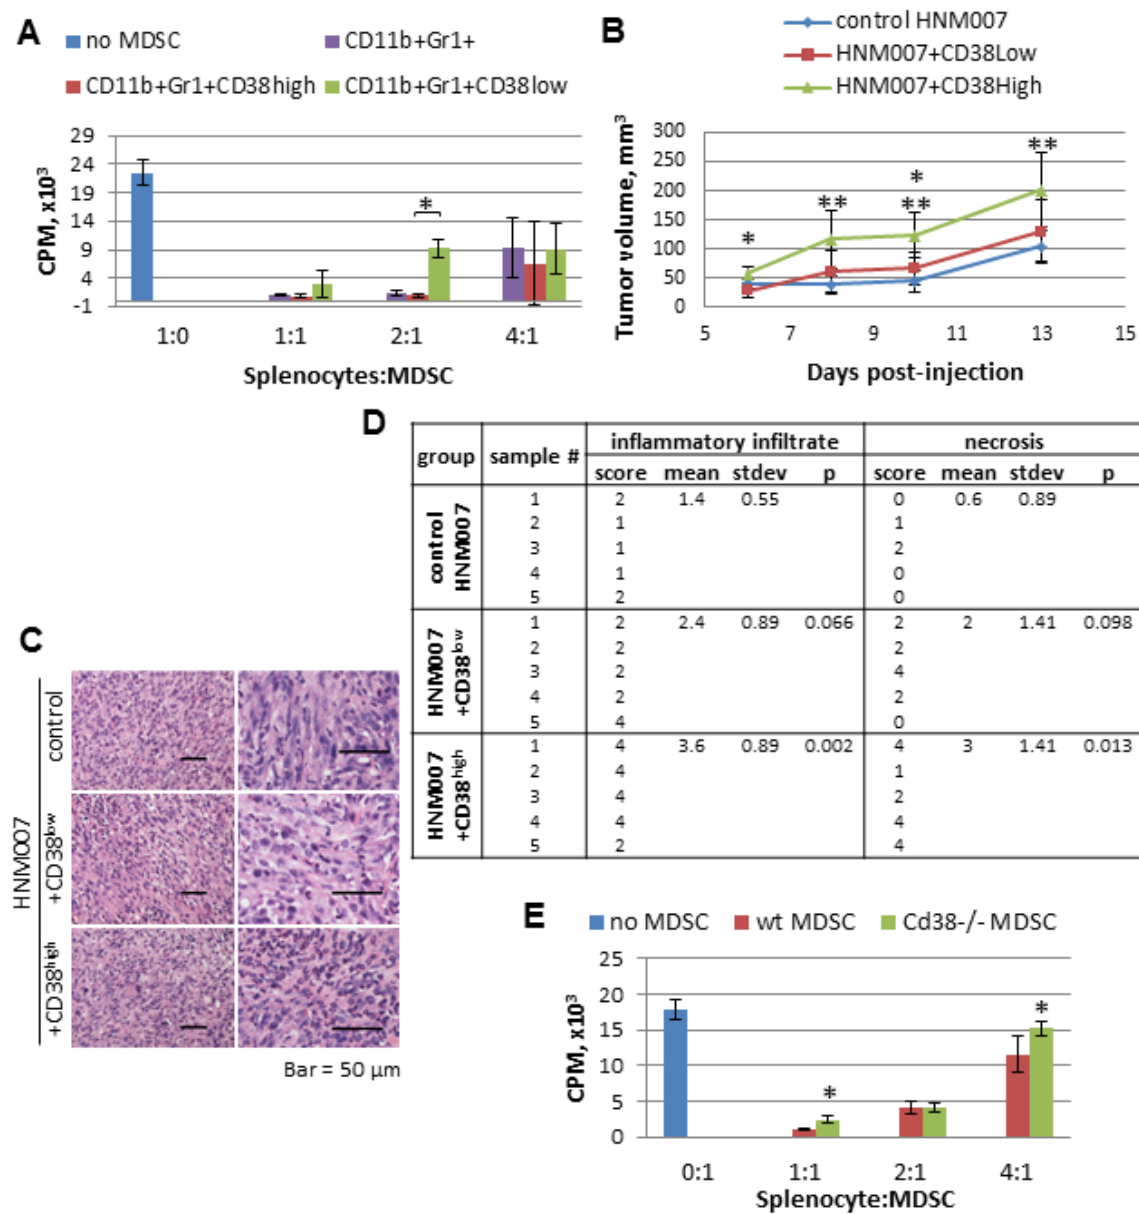 A
no MDSC
CD11b+Gr1+
CD11b+Gr1+CD38high
CD11b+Gr1+CD38low
CPM, x10³
29
24
19
14
9
4
-1
*
1:0 1:1 2:1 4:1
Splenocytes:MDSC
B
control HNM007
HNM007+CD38Low
HNM007+CD38High
Tumor volume, mm³
300
250
200
150
100
50
0
* ** * ** **
5 7 9 10 13 15
Days post-injection
C
HNM007
control
+CD38low
+CD38high
Bar = 50 µm
D
group sample # inflammatory infiltrate necrosis
score mean stdev p score mean stdev p
control HNM007
1 2 1.4 0.55 0 0.6 0.89
2 1 1
3 1 2
4 1 0
5 2 0
HNM007 +CD38low
1 2 2.4 0.89 0.066 2 2 1.41 0.098
2 2 2
3 2 4
4 2 2
5 4 0
HNM007 +CD38high
1 4 3.6 0.89 0.002 4 3 1.41 0.013
2 4 1
3 4 2
4 4 4
5 2 4
E
no MDSC wt MDSC Cd38-/- MDSC
CPM, x10³
25
20
15
10
5
0
* *
0:1 1:1 2:1 4:1
Splenocyte:MDSC